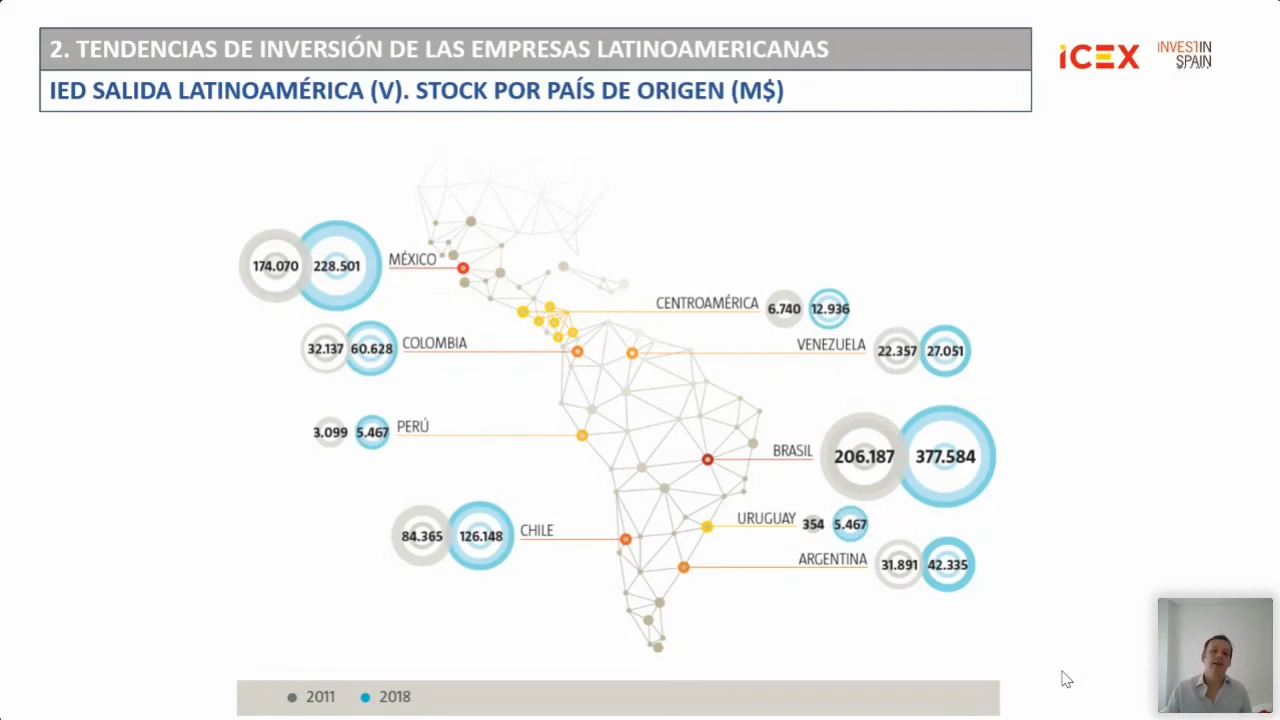 2. TENDENCIAS DE INVERSIÓN DE LAS EMPRESAS LATINOAMERICANAS
IED SALIDA LATINOAMÉRICA (V). STOCK POR PAÍS DE ORIGEN (M$)
iCEX
INVEST IN
SPAIN
174.070 228.501 MÉXICO
CENTROAMÉRICA 6.740 12.936
32.137 60.628 COLOMBIA
VENEZUELA 22.357 27.051
3.099 5.467 PERÚ
BRASIL 206.187 377.584
84.365 126.148 CHILE
URUGUAY 354 5.467
ARGENTINA 31.891 42.335
2011 2018